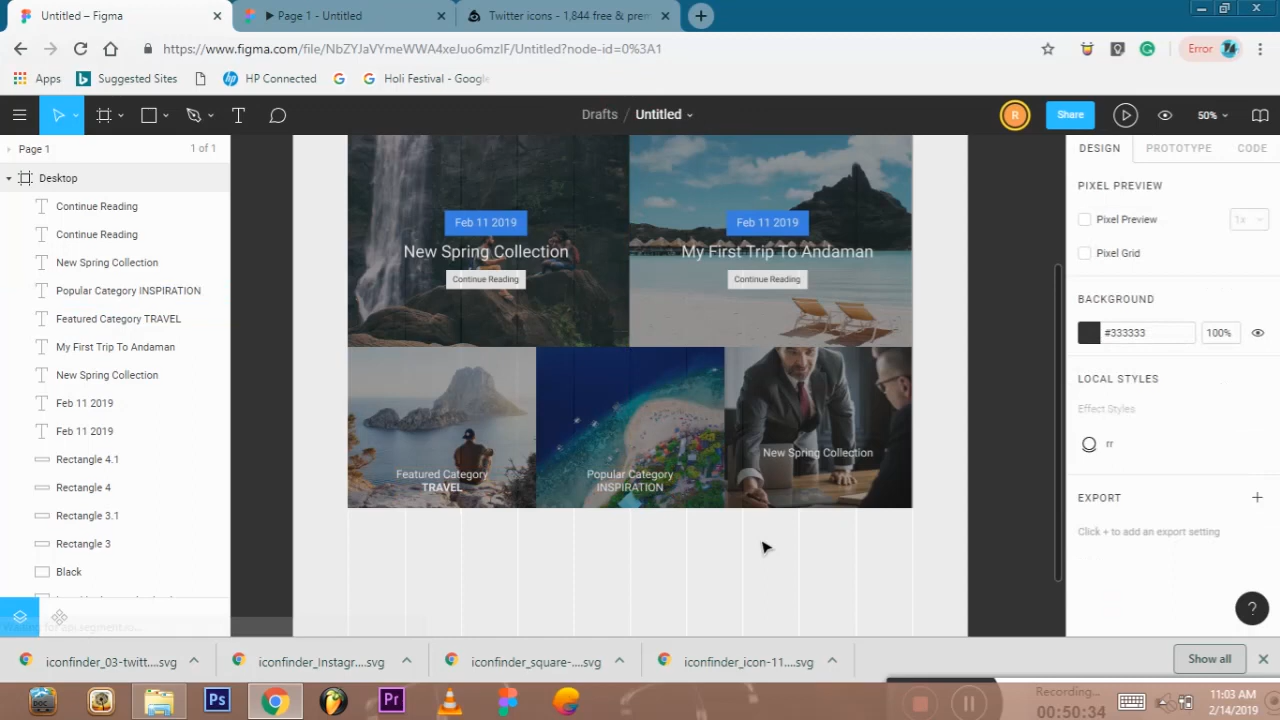 Untitled – Figma
Page 1 - Untitled
Twitter icons - 1,844 free & prem
https://www.figma.com/file/NbZYJaVYmeWWA4xeJuo6mzIF/Untitled?node-id=0%3A1
Error
Apps
Suggested Sites
HP Connected
Holi Festival - Google
Drafts / Untitled
R
Share
50%
Page 1
1 of 1
DESIGN
PROTOTYPE
CODE
Desktop
Continue Reading
Continue Reading
New Spring Collection
Popular Category INSPIRATION
Featured Category TRAVEL
My First Trip To Andaman
New Spring Collection
Feb 11 2019
Feb 11 2019
Rectangle 4.1
Rectangle 4
Rectangle 3.1
Rectangle 3
Black
Feb 11 2019
New Spring Collection
Continue Reading
Feb 11 2019
My First Trip To Andaman
Continue Reading
Featured Category
TRAVEL
Popular Category
INSPIRATION
New Spring Collection
PIXEL PREVIEW
Pixel Preview
1x
Pixel Grid
BACKGROUND
#333333
100%
LOCAL STYLES
Effect Styles
rr
EXPORT
Click + to add an export setting
?
iconfinder_03-twitt....svg
iconfinder_Instagr....svg
iconfinder_square-....svg
iconfinder_icon-11....svg
Show all
DOC
Ps
Pr
Recording...
00:50:34
11:03 AM
2/14/2019